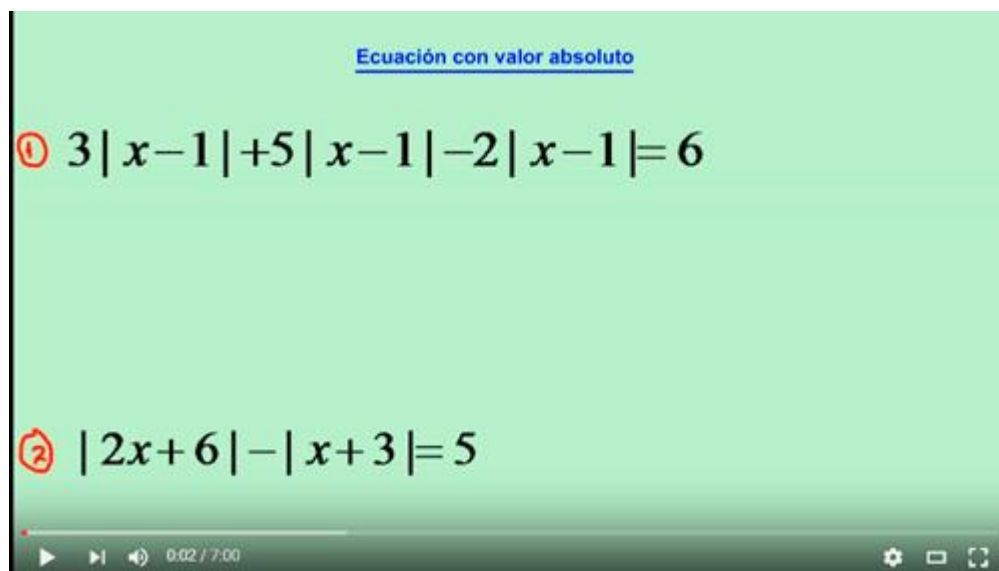 Ecuación con valor absoluto
① 3|x−1|+5|x−1|−2|x−1|=6
② |2x+6|−|x+3|=5
0:02 / 7:00